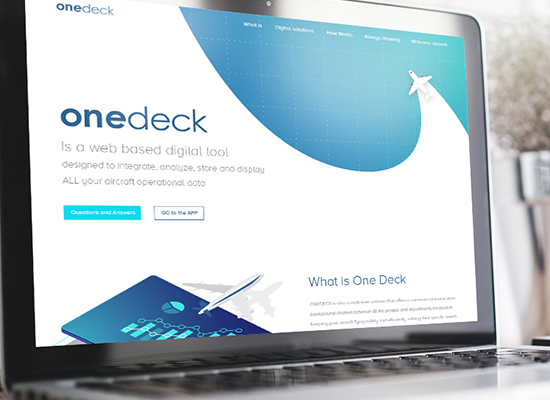 onedeck
What is
Digital solutions
How Works
Always Growing
Welcome aboard
onedeck
Is a web based digital tool
designed to integrate, analyze, store and display
ALL your aircraft operational data
Questions and Answers
GO to the APP
What Is One Deck